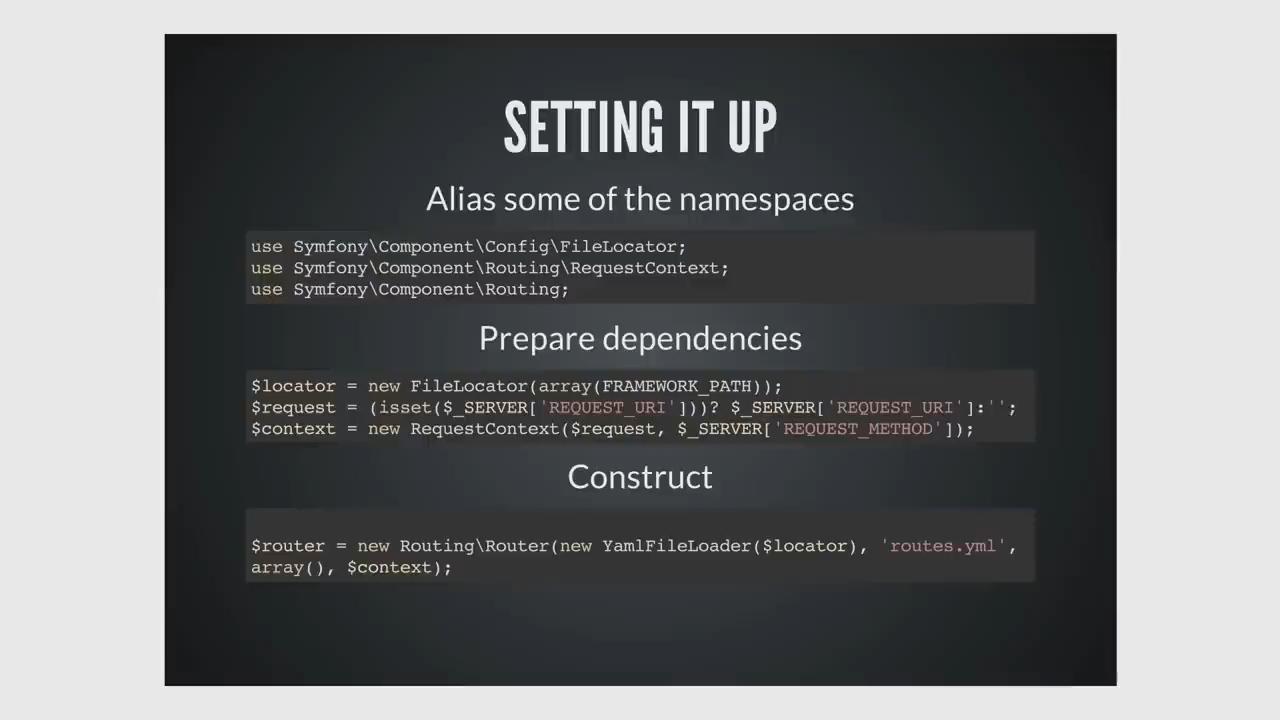 SETTING IT UP
Alias some of the namespaces
use Symfony\Component\Config\FileLocator;
use Symfony\Component\Routing\RequestContext;
use Symfony\Component\Routing;
Prepare dependencies
$locator = new FileLocator(array(FRAMEWORK_PATH));
$request = (isset($_SERVER['REQUEST_URI']))? $_SERVER['REQUEST_URI']:'';
$context = new RequestContext($request, $_SERVER['REQUEST_METHOD']);
Construct
$router = new Routing\Router(new YamlFileLoader($locator), 'routes.yml',
array(), $context);